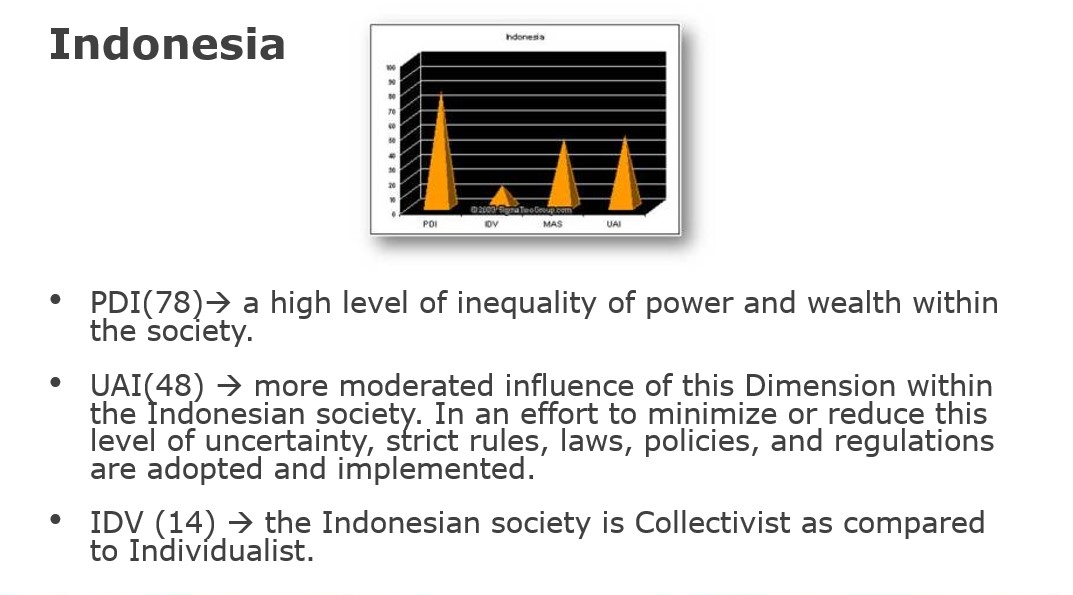 Indonesia
Indonesia
100
90
80
70
60
50
40
30
20
10
0
PDI
IDV
MAS
UAI
• PDI(78)→ a high level of inequality of power and wealth within
the society.
• UAI(48) → more moderated influence of this Dimension within
the Indonesian society. In an effort to minimize or reduce this
level of uncertainty, strict rules, laws, policies, and regulations
are adopted and implemented.
• IDV (14) → the Indonesian society is Collectivist as compared
to Individualist.